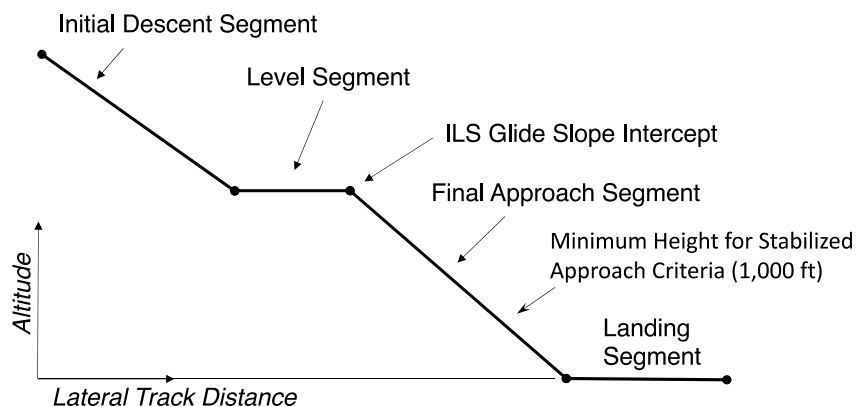 Initial Descent Segment
Level Segment
ILS Glide Slope Intercept
Final Approach Segment
Minimum Height for Stabilized
Approach Criteria (1,000 ft)
Altitude
Landing
Segment
Lateral Track Distance